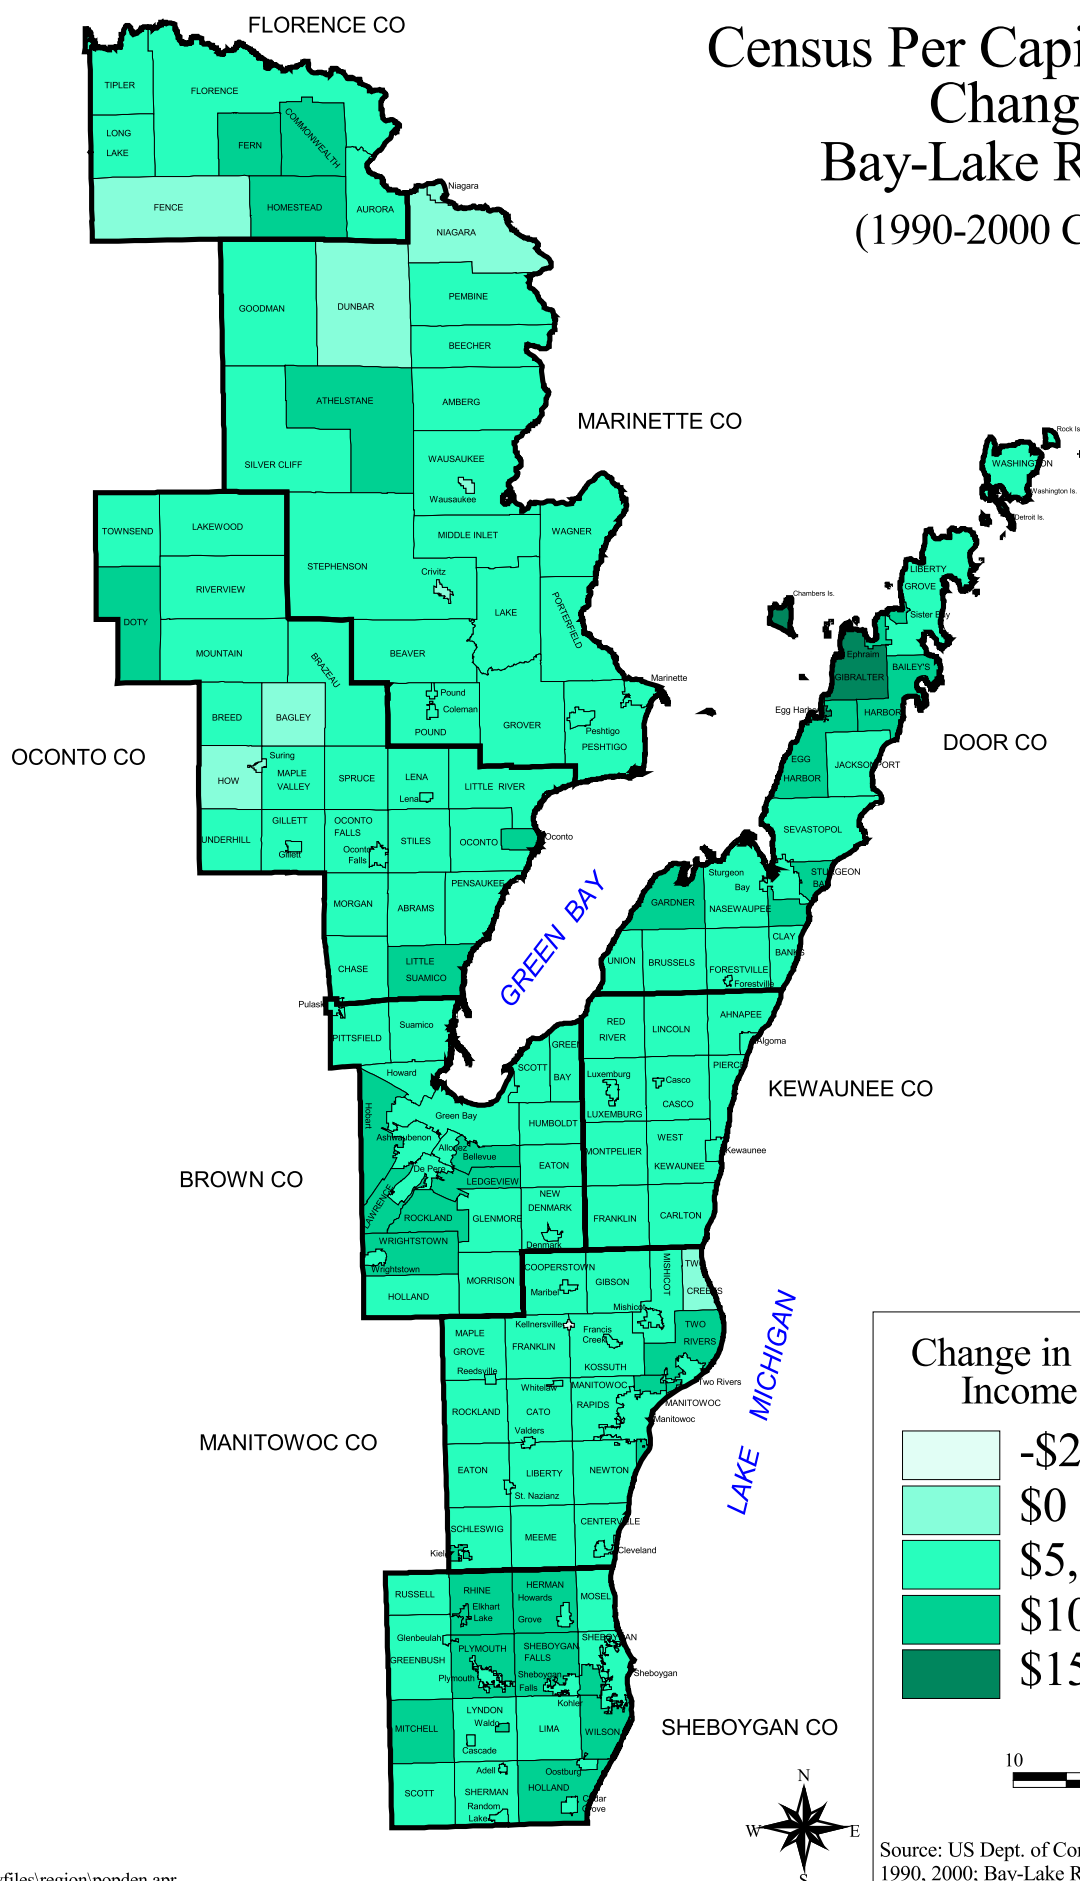 FLORENCE CO
Census Per Capi
Chang
Bay-Lake R
(1990-2000 C
TIPLER
FLORENCE
LONG
LAKE
FERN
COMMONWEALTH
FENCE
HOMESTEAD
AURORA
Niagara
NIAGARA
GOODMAN
DUNBAR
PEMBINE
BEECHER
ATHELSTANE
AMBERG
MARINETTE CO
SILVER CLIFF
WAUSAUKEE
Wausaukee
Rock Is
WASHINGTON
Washington Is.
Detroit Is.
TOWNSEND
LAKEWOOD
MIDDLE INLET
WAGNER
STEPHENSON
Crivitz
RIVERVIEW
LAKE
PORTERFIELD
LIBERTY
GROVE
Chambers Is.
Sister Bay
DOTY
MOUNTAIN
BRAZEAU
BEAVER
Ephraim
GIBRALTER
BAILEY'S
HARBOR
Marinette
Pound
Coleman
POUND
GROVER
Peshtigo
PESHTIGO
BREED
BAGLEY
Egg Harb
EGG
HARBOR
JACKSONPORT
DOOR CO
OCONTO CO
HOW
Suring
MAPLE
VALLEY
SPRUCE
LENA
Lena
LITTLE RIVER
UNDERHILL
GILLETT
Gillett
OCONTO
FALLS
Oconto
Falls
STILES
OCONTO
Oconto
SEVASTOPOL
STURGEON
BA
Sturgeon
Bay
MORGAN
ABRAMS
PENSAUKEE
GREEN BAY
GARDNER
NASEWAUPEE
CLAY
BANKS
CHASE
LITTLE
SUAMICO
UNION
BRUSSELS
FORESTVILLE
Forestville
Pulaski
PITTSFIELD
Suamico
RED
RIVER
LINCOLN
AHNAPEE
Algoma
Howard
SCOTT
GREEN
BAY
PIERCE
Luxemburg
LUXEMBURG
Casco
CASCO
KEWAUNEE CO
Hobart
Green Bay
HUMBOLDT
Ashwaubenon
Allouez
Bellevue
De Pere
LEDGEVIEW
EATON
MONTPELIER
WEST
KEWAUNEE
Kewaunee
BROWN CO
LAWRENCE
ROCKLAND
GLENMORE
NEW
DENMARK
Denmark
FRANKLIN
CARLTON
WRIGHTSTOWN
Wrightstown
HOLLAND
MORRISON
COOPERSTOWN
Maribel
GIBSON
MISHICOT
Mishicot
TWO
CREEKS
TWO
RIVERS
Two Rivers
MAPLE
GROVE
Reedsville
Kellnersville
FRANKLIN
Francis
Creek
KOSSUTH
Whitelaw
MANITOWOC
RAPIDS
MANITOWOC
Manitowoc
ROCKLAND
CATO
Valders
LAKE MICHIGAN
MANITOWOC CO
EATON
LIBERTY
St. Nazianz
NEWTON
SCHLESWIG
Kiel
MEEME
CENTERVILLE
Cleveland
RUSSELL
RHINE
Elkhart
Lake
HERMAN
Howards
Grove
MOSEL
Glenbeulah
GREENBUSH
PLYMOUTH
Plymouth
SHEBOYGAN
FALLS
Sheboygan
Falls
SHEBOYGAN
Sheboygan
Kohler
MITCHELL
LYNDON
Waldo
Cascade
LIMA
WILSON
SHEBOYGAN CO
Adell
Oostburg
SCOTT
SHERMAN
Random
Lake
HOLLAND
Cedar
Grove
Change in
Income
-$2
$0
$5,
$10
$15
10
N
W
E
S
Source: US Dept. of Co
1990, 2000; Bay-Lake R
files\region\popden.apr